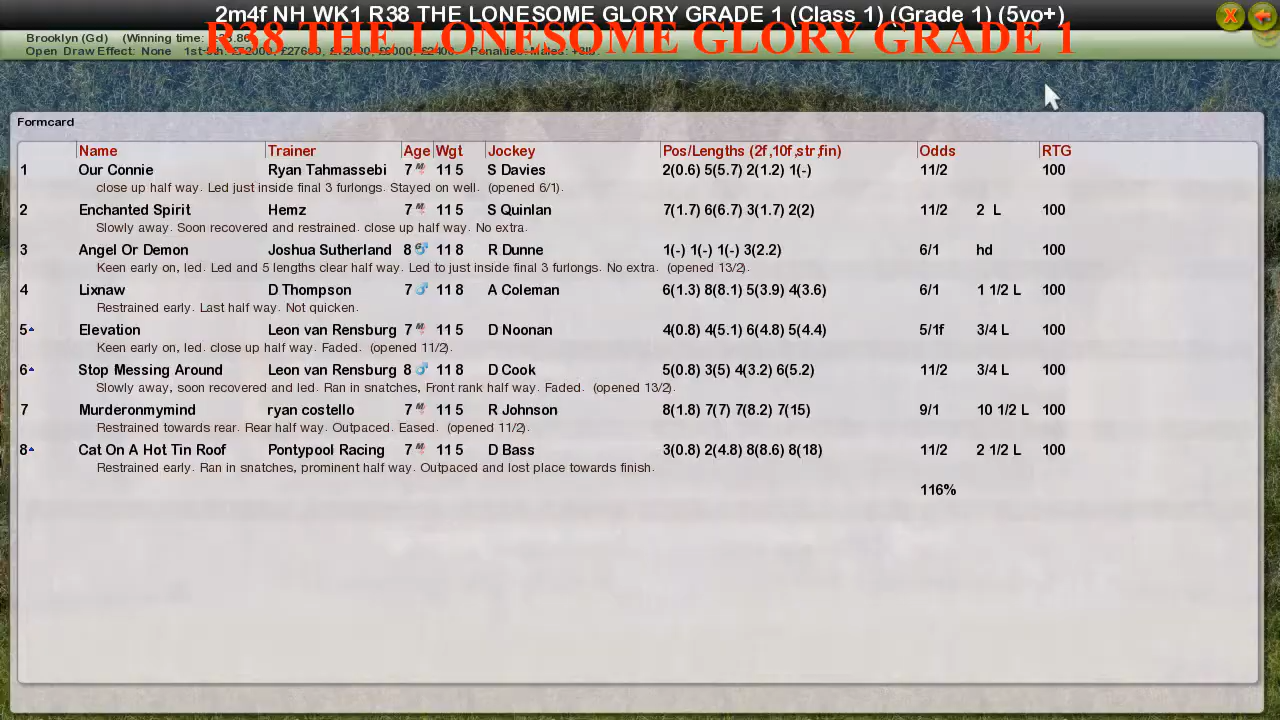 2m4f NH WK1 R38 THE LONESOME GLORY GRADE 1 (Class 1) (Grade 1) (5yo+)
R38 THE LONESOME GLORY GRADE 1
Brooklyn (Gd) (Winning time:
Open Draw Effect: None 1st-5th: Penalties: Males:
Formcard
Name Trainer Age Wgt Jockey Pos/Lengths (2f,10f,str,fin) Odds RTG
1 Our Connie Ryan Tahmassebi 7 11 5 S Davies 2(0.6) 5(5.7) 2(1.2) 1(-) 11/2 100
close up half way. Led just inside final 3 furlongs. Stayed on well. (opened 6/1).
2 Enchanted Spirit Hemz 7 11 5 S Quinlan 7(1.7) 6(6.7) 3(1.7) 2(2) 11/2 2 L 100
Slowly away. Soon recovered and restrained. close up half way. No extra.
3 Angel Or Demon Joshua Sutherland 8 11 8 R Dunne 1(-) 1(-) 1(-) 3(2.2) 6/1 hd 100
Keen early on, led. Led and 5 lengths clear half way. Led to just inside final 3 furlongs. No extra. (opened 13/2).
4 Lixnaw D Thompson 7 11 8 A Coleman 6(1.3) 8(8.1) 5(3.9) 4(3.6) 6/1 1 1/2 L 100
Restrained early. Last half way. Not quicken.
5 Elevation Leon van Rensburg 7 11 5 D Noonan 4(0.8) 4(5.1) 6(4.8) 5(4.4) 5/1f 3/4 L 100
Keen early on, led. close up half way. Faded. (opened 11/2).
6 Stop Messing Around Leon van Rensburg 8 11 8 D Cook 5(0.8) 3(5) 4(3.2) 6(5.2) 11/2 3/4 L 100
Slowly away, soon recovered and led. Ran in snatches, Front rank half way. Faded. (opened 13/2).
7 Murderonmymind ryan costello 7 11 5 R Johnson 8(1.8) 7(7) 7(8.2) 7(15) 9/1 10 1/2 L 100
Restrained towards rear. Rear half way. Outpaced. Eased. (opened 11/2).
8 Cat On A Hot Tin Roof Pontypool Racing 7 11 5 D Bass 3(0.8) 2(4.8) 8(8.6) 8(18) 11/2 2 1/2 L 100
Restrained early. Ran in snatches, prominent half way. Outpaced and lost place towards finish.
116%